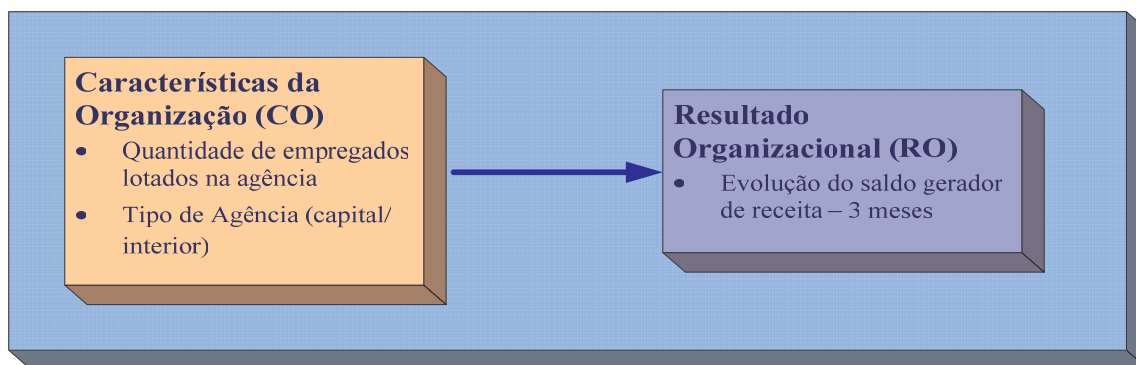 Características da
Organização (CO)
• Quantidade de empregados
lotados na agência
• Tipo de Agência (capital/
interior)
Resultado
Organizacional (RO)
• Evolução do saldo gerador
de receita – 3 meses